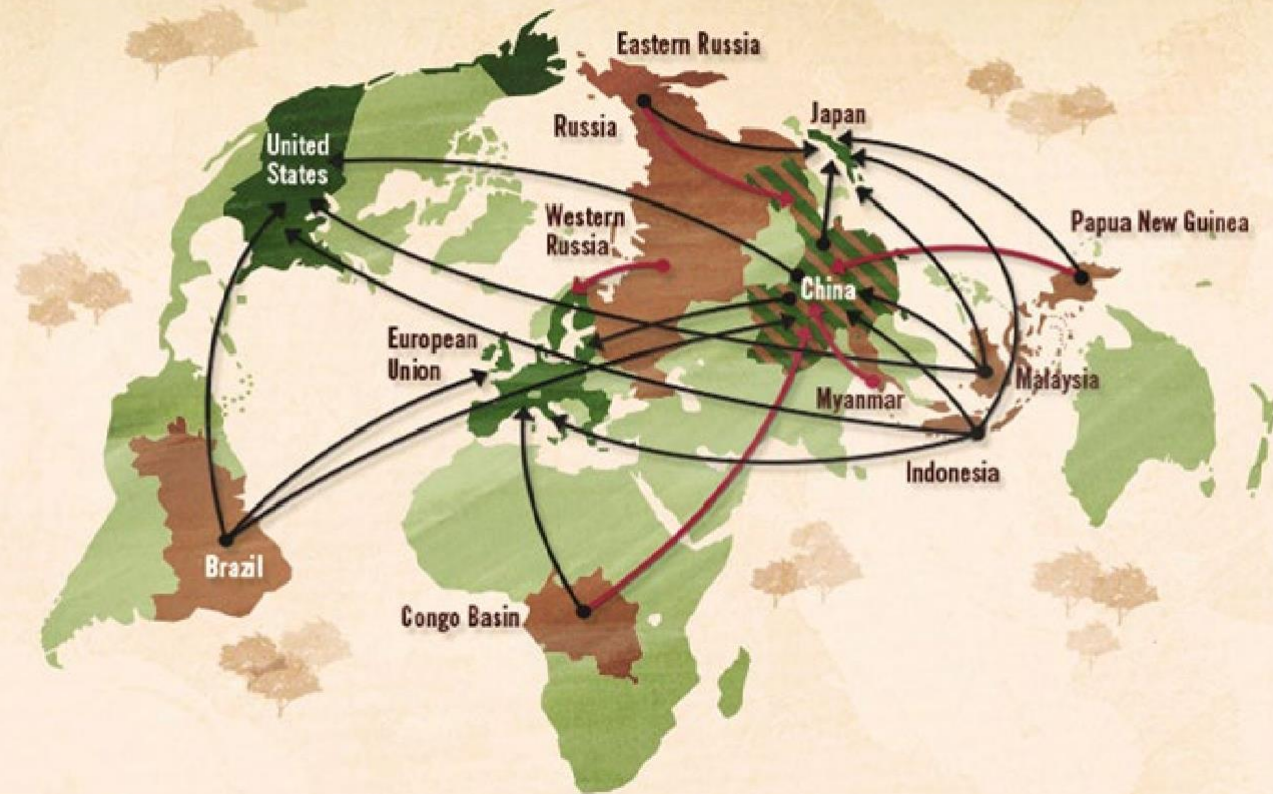 Eastern Russia
Japan
Russia
United
States
Western
Russia
Papua New Guinea
China
European
Union
Malaysia
Myanmar
Indonesia
Brazil
Congo Basin